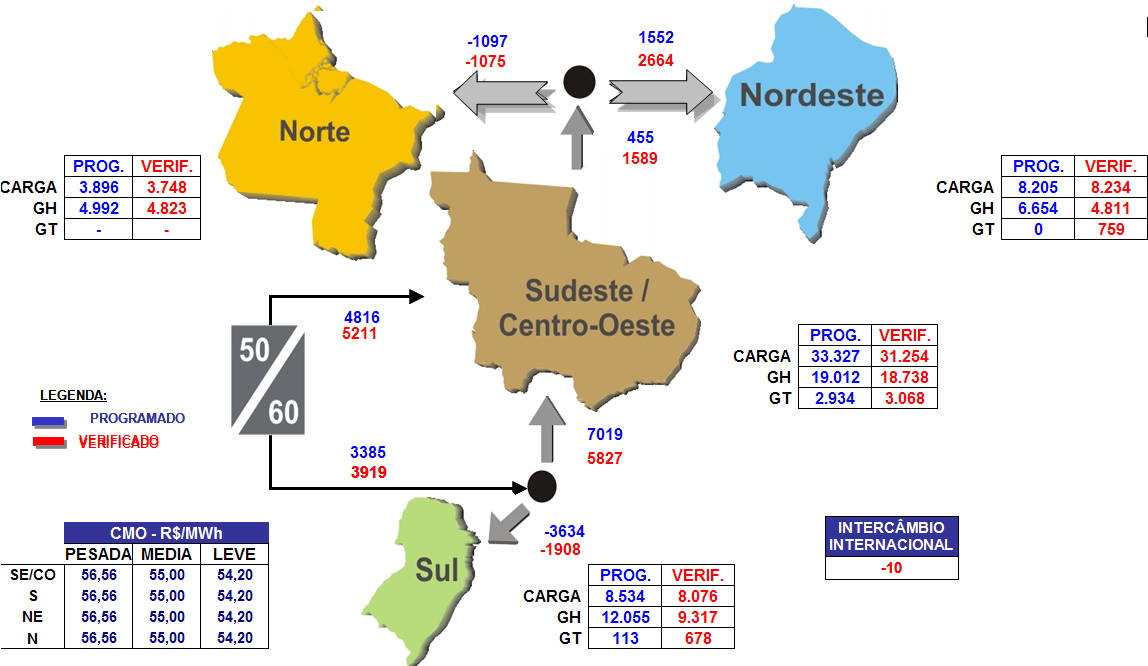 -1097
-1075
1552
2664
Norte
Nordeste
455
1589
PROG. VERIF.
CARGA 3.896 3.748
GH 4.992 4.823
GT - -
PROG. VERIF.
CARGA 8.205 8.234
GH 6.654 4.811
GT 0 759
Sudeste /
Centro-Oeste
4816
5211
50
60
PROG. VERIF.
CARGA 33.327 31.254
GH 19.012 18.738
GT 2.934 3.068
LEGENDA:
PROGRAMADO
VERIFICADO
7019
5827
3385
3919
-3634
-1908
Sul
CMO - R$/MWh
PESADA MEDIA LEVE
SE/CO 56,56 55,00 54,20
S 56,56 55,00 54,20
NE 56,56 55,00 54,20
N 56,56 55,00 54,20
PROG. VERIF.
CARGA 8.534 8.076
GH 12.055 9.317
GT 113 678
INTERCÂMBIO
INTERNACIONAL
-10